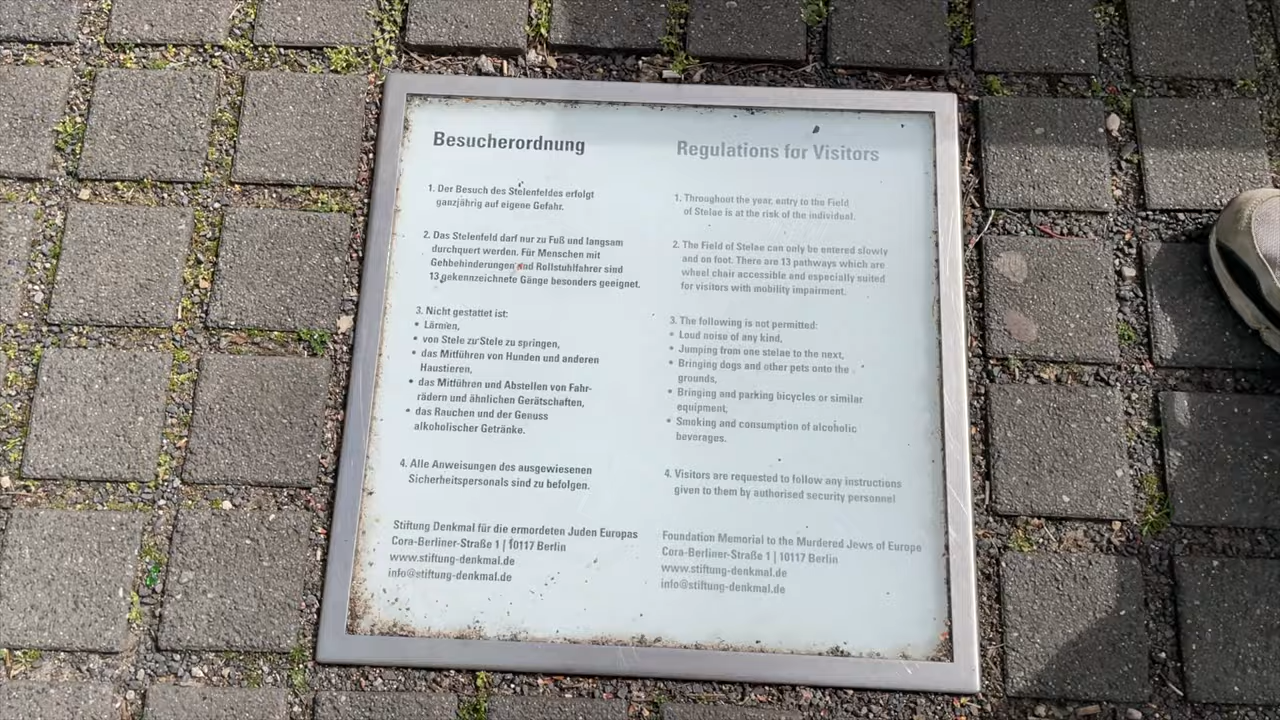 Besucherordnung
1. Der Besuch des Stelenfeldes erfolgt
ganzjährig auf eigene Gefahr.
2. Das Stelenfeld darf nur zu Fuß und langsam
durchquert werden. Für Menschen mit
Gehbehinderungen und Rollstuhlfahrer sind
13 gekennzeichnete Gänge besonders geeignet.
3. Nicht gestattet ist:
• Lärmen,
• von Stele zu Stele zu springen,
• das Mitführen von Hunden und anderen
Haustieren,
• das Mitführen und Abstellen von Fahr-
rädern und ähnlichen Gerätschaften,
• das Rauchen und der Genuss
alkoholischer Getränke.
4. Alle Anweisungen des ausgewiesenen
Sicherheitspersonals sind zu befolgen.
Stiftung Denkmal für die ermordeten Juden Europas
Cora-Berliner-Straße 1 | 10117 Berlin
www.stiftung-denkmal.de
info@stiftung-denkmal.de
Regulations for Visitors
1. Throughout the year, entry to the Field
of Stelae is at the risk of the individual.
2. The Field of Stelae can only be entered slowly
and on foot. There are 13 pathways which are
wheel chair accessible and especially suited
for visitors with mobility impairment.
3. The following is not permitted:
• Loud noise of any kind,
• Jumping from one stelae to the next,
• Bringing dogs and other pets onto the
grounds,
• Bringing and parking bicycles or similar
equipment,
• Smoking and consumption of alcoholic
beverages.
4. Visitors are requested to follow any instructions
given to them by authorised security personnel
Foundation Memorial to the Murdered Jews of Europe
Cora-Berliner-Straße 1 | 10117 Berlin
www.stiftung-denkmal.de
info@stiftung-denkmal.de